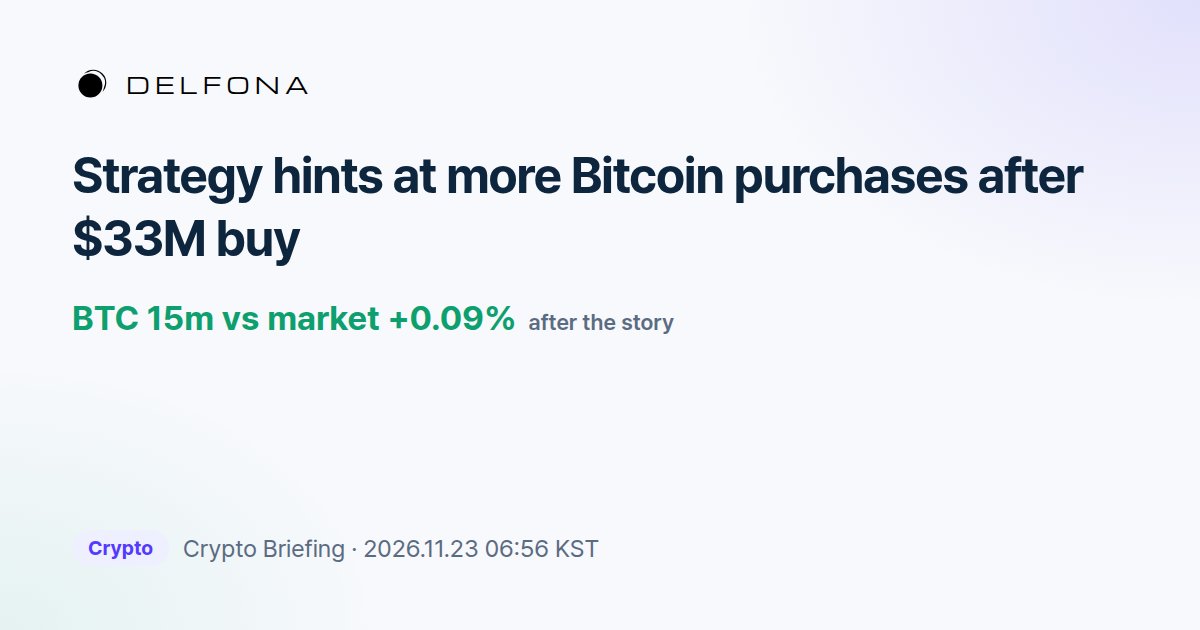 DELFONA
Strategy hints at more Bitcoin purchases after
$33M buy
BTC 15m vs market +0.09% after the story
Crypto Crypto Briefing · 2026.11.23 06:56 KST